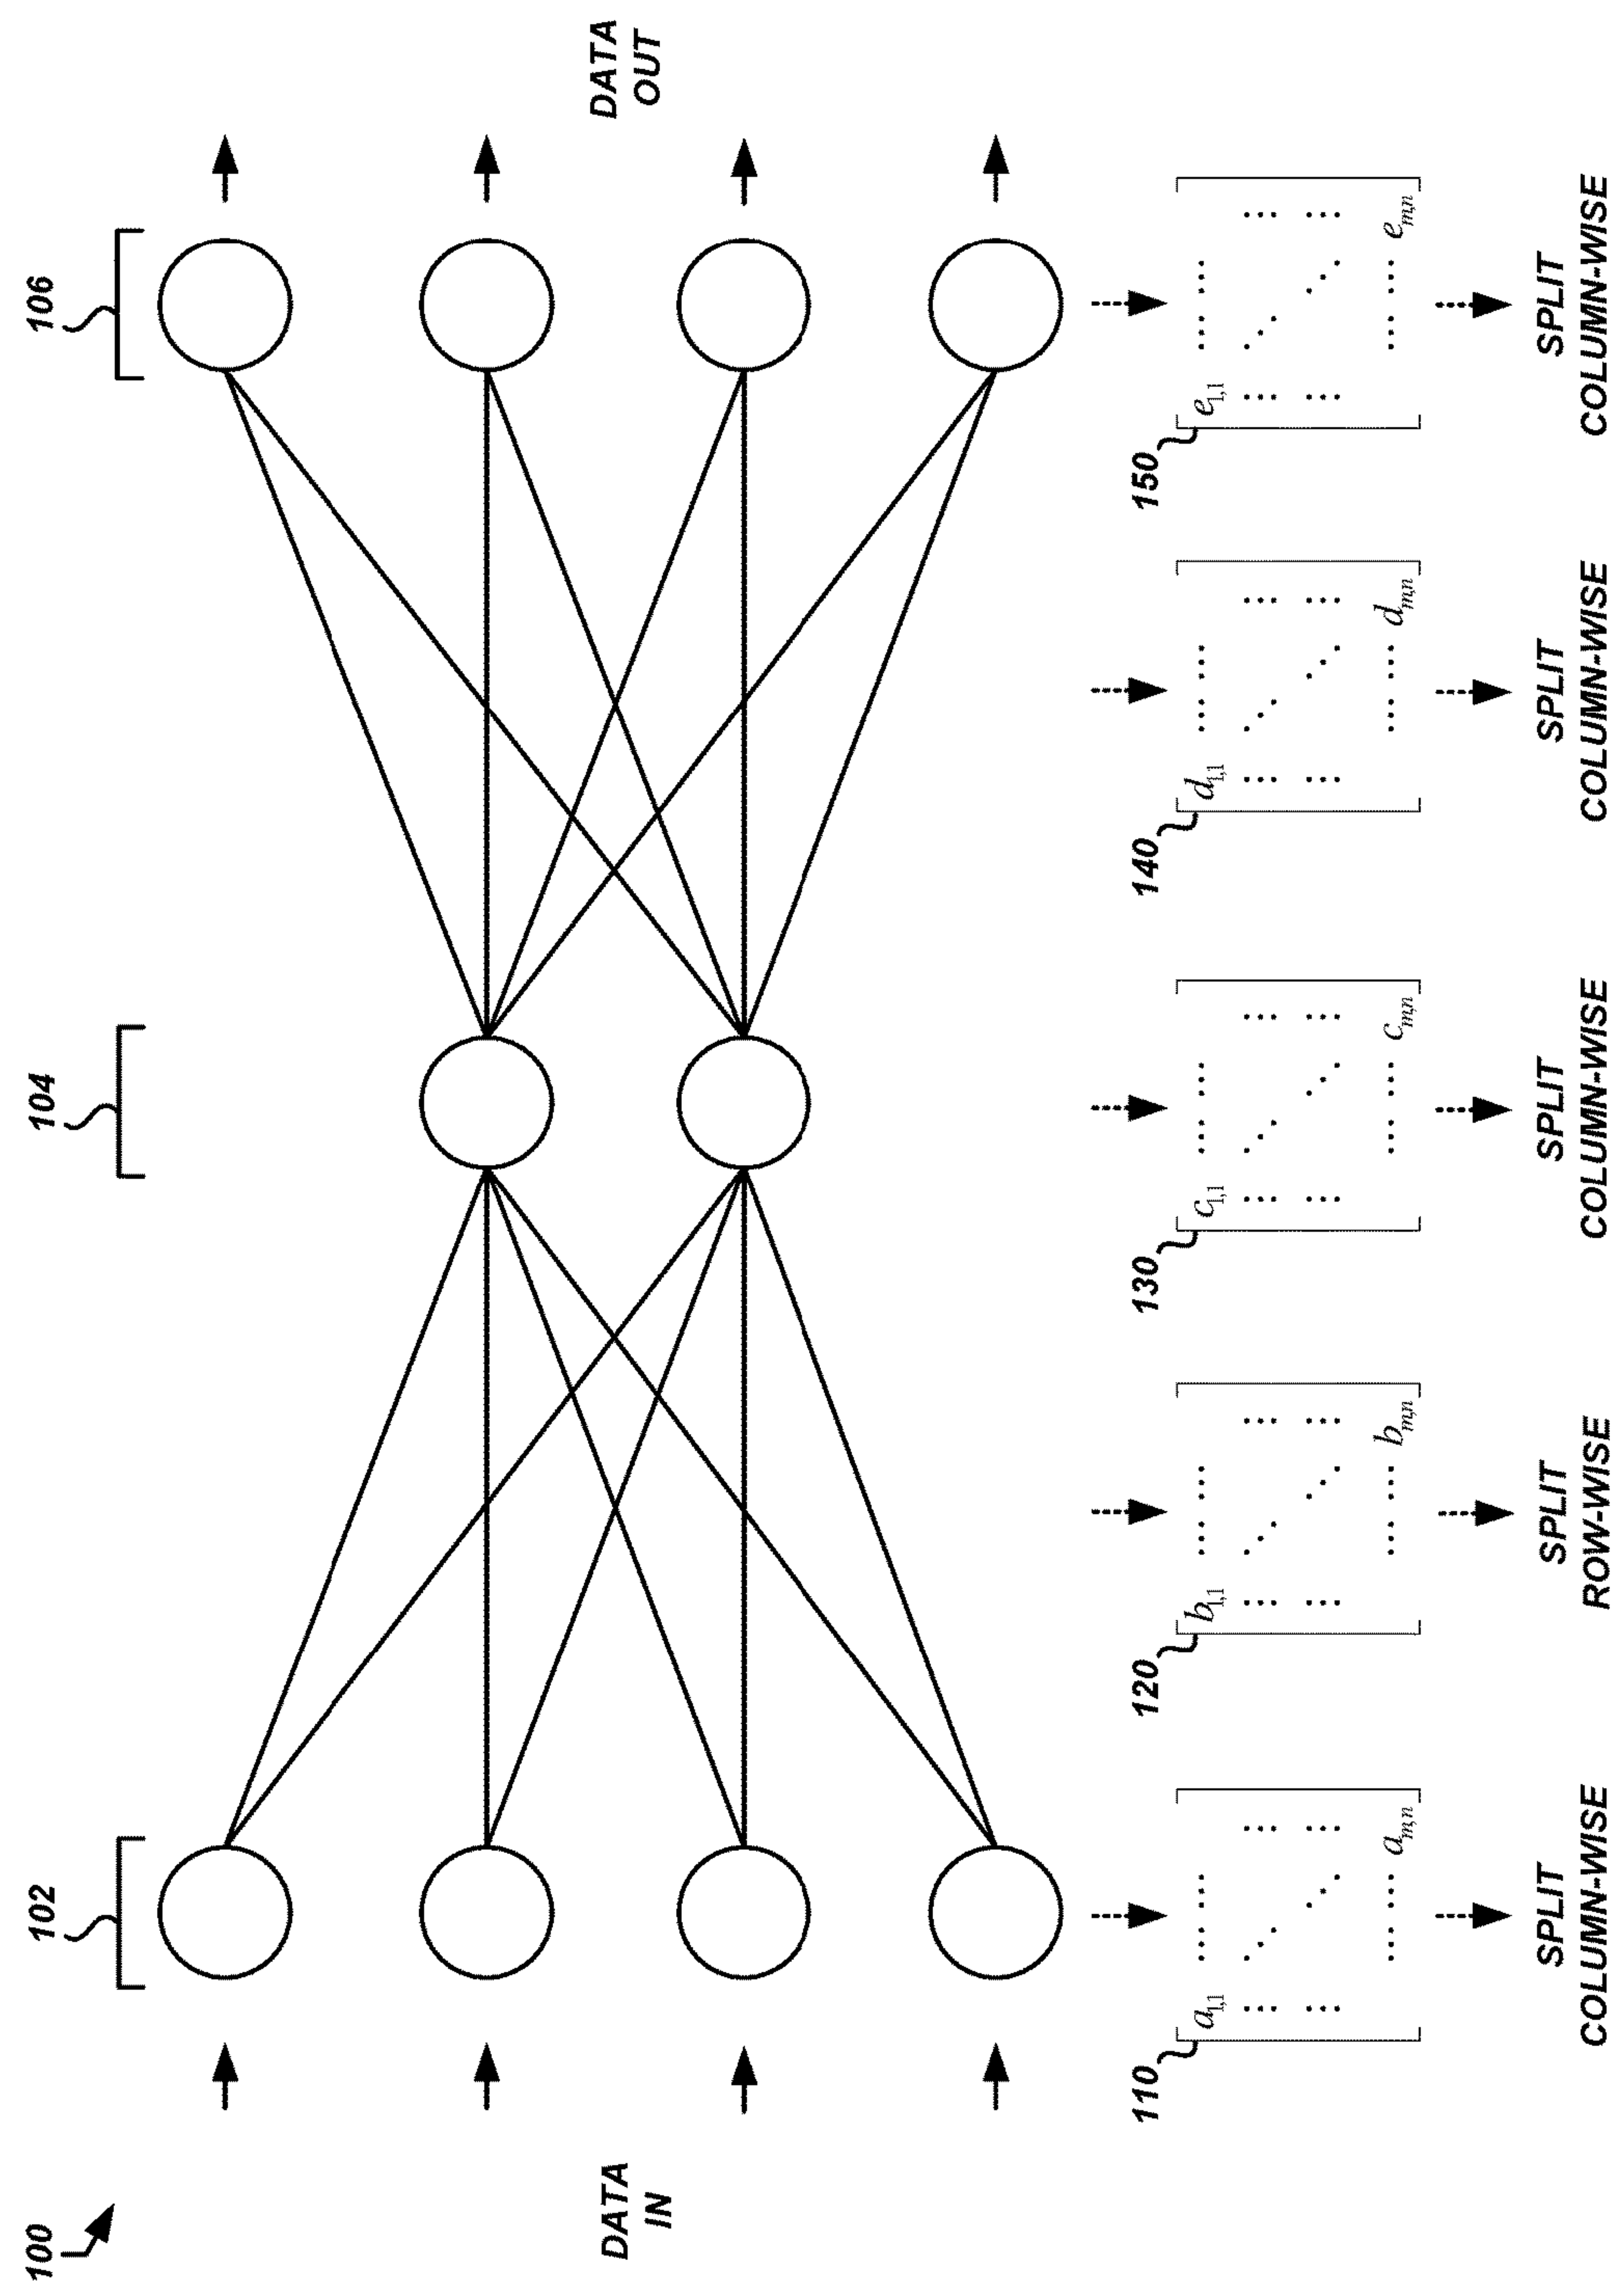 100
102
104
106
DATA
IN
DATA
OUT
110
a1,1
am,n
120
b1,1
bm,n
130
c1,1
cm,n
140
d1,1
dm,n
150
e1,1
em,n
SPLIT
COLUMN-WISE
SPLIT
ROW-WISE
SPLIT
COLUMN-WISE
SPLIT
COLUMN-WISE
SPLIT
COLUMN-WISE